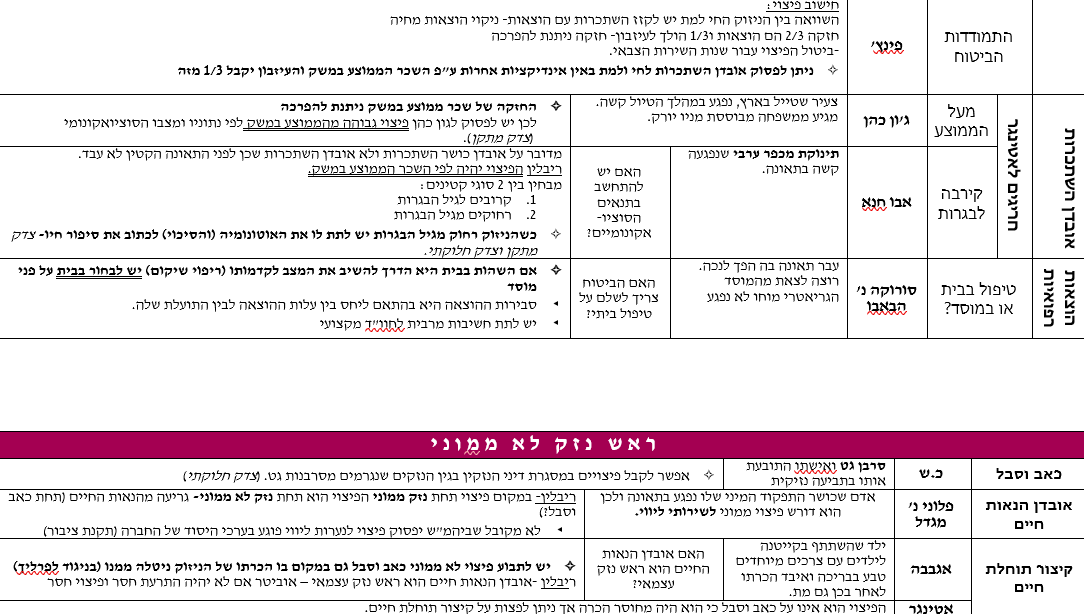 חישוב פיצוי:
השוואה בין הניזוק החי למת יש לקזז השתכרות עם הוצאות- ניקוי הוצאות מחיה
חזקה 2/3 הם הוצאות ו1/3 הולך לעיזבון- חזקה ניתנת להפרכה
-ביטול הפיצוי עבור שנות השירות הצבאי.
ניתן לפסוק אובדן השתכרות לחי ולמת באין אינדיקציות אחרות ע״פ השכר הממוצע במשק והעיזבון יקבל 1/3 מזה
פינץ׳
התמודדות
הביטוח
אובדן השתכרות
חריגים לאטינגר
מעל
הממוצע
ג׳ון כהן
צעיר שטייל בארץ, נפגע במהלך הטיול קשה.
מגיע ממשפחה מבוססת מניו יורק.
החזקה של שכר ממוצע במשק ניתנת להפרכה
לכן יש לפסוק לגון כהן פיצוי גבוהה מהממוצע במשק לפי נתוניו ומצבו הסוציואקונומי
(צדק מתקן).
קירבה
לבגרות
אבו חנא
תינוקת מכפר ערבי שנפגעה
קשה בתאונה.
האם יש
להתחשב
בתנאים
הסוציו-
אקונומיים?
מדובר על אובדן כושר השתכרות ולא אובדן השתכרות שכן לפני התאונה הקטין לא עבד.
ריבלין הפיצוי יהיה לפי השכר הממוצע במשק.
מבחין בין 2 סוגי קטינים:
1. קרובים לגיל הבגרות
2. רחוקים מגיל הבגרות
כשהניזוק רחוק מגיל הבגרות יש לתת לו את האוטונומיה (והסיכוי) לכתוב את סיפור חיו- צדק
מתקן וצדק חלוקתי.
הוצאות
רפואיות
טיפול בבית
או במוסד?
סורוקה נ׳
הבאבו
עבר תאונה בה הפך לנכה.
רוצה לצאת מהמוסד
הגריאטרי מוחו לא נפגע
האם הביטוח
צריך לשלם על
טיפול ביתי?
אם השהות בבית היא הדרך להשיב את המצב לקדמותו (ריפוי שיקום) יש לבחור בבית על פני
מוסד
סבירות ההוצאה היא בהתאם ליחס בין עלות ההוצאה לבין התועלת שלה.
יש לתת חשיבות מרבית לחוו״ד מקצועי
ראש נזק לא ממוני
כאב וסבל
כ.ש
סרבן גט ואישתו התובעת
אותו בתביעה נזיקית
אפשר לקבל פיצויים במסגרת דיני הנזיקין בגין הנזקים שנגרמים מסרבנות גט. (צדק חלוקתי)
אובדן הנאות
חיים
פלוני נ׳
מגדל
אדם שכושר התפקוד המיני שלו נפגע בתאונה ולכן
הוא דורש פיצוי ממוני לשירותי ליווי.
ריבלין- במקום פיצוי תחת נזק ממוני הפיצוי הוא תחת נזק לא ממוני- גריעה מהנאות החיים (תחת כאב
וסבל?)
לא מקובל שביהמ״ש יפסוק פיצוי לנערות ליווי פוגע בערכי היסוד של החברה (תקנת ציבור)
קיצור תוחלת
חיים
אגבבה
ילד שהשתתף בקייטנה
לילדים עם צרכים מיוחדים
טבע בבריכה ואיבד הכרתו
לאחר בכן גם מת.
האם אובדן הנאות
החיים הוא ראש נזק
עצמאי?
יש לתבוע פיצוי לא ממוני כאב וסבל גם במקום בו הכרתו של הניזוק ניטלה ממנו (בניגוד לפרליך)
ריבלין -אובדן הנאות חיים הוא ראש נזק עצמאי – אוביטר אם לא יהיה התרעת חסר ופיצוי חסר
אטינגר
הפיצוי הוא אינו על כאב וסבל כי הוא היה מחוסר הכרה אך ניתן לפצות על קיצור תוחלת חיים.